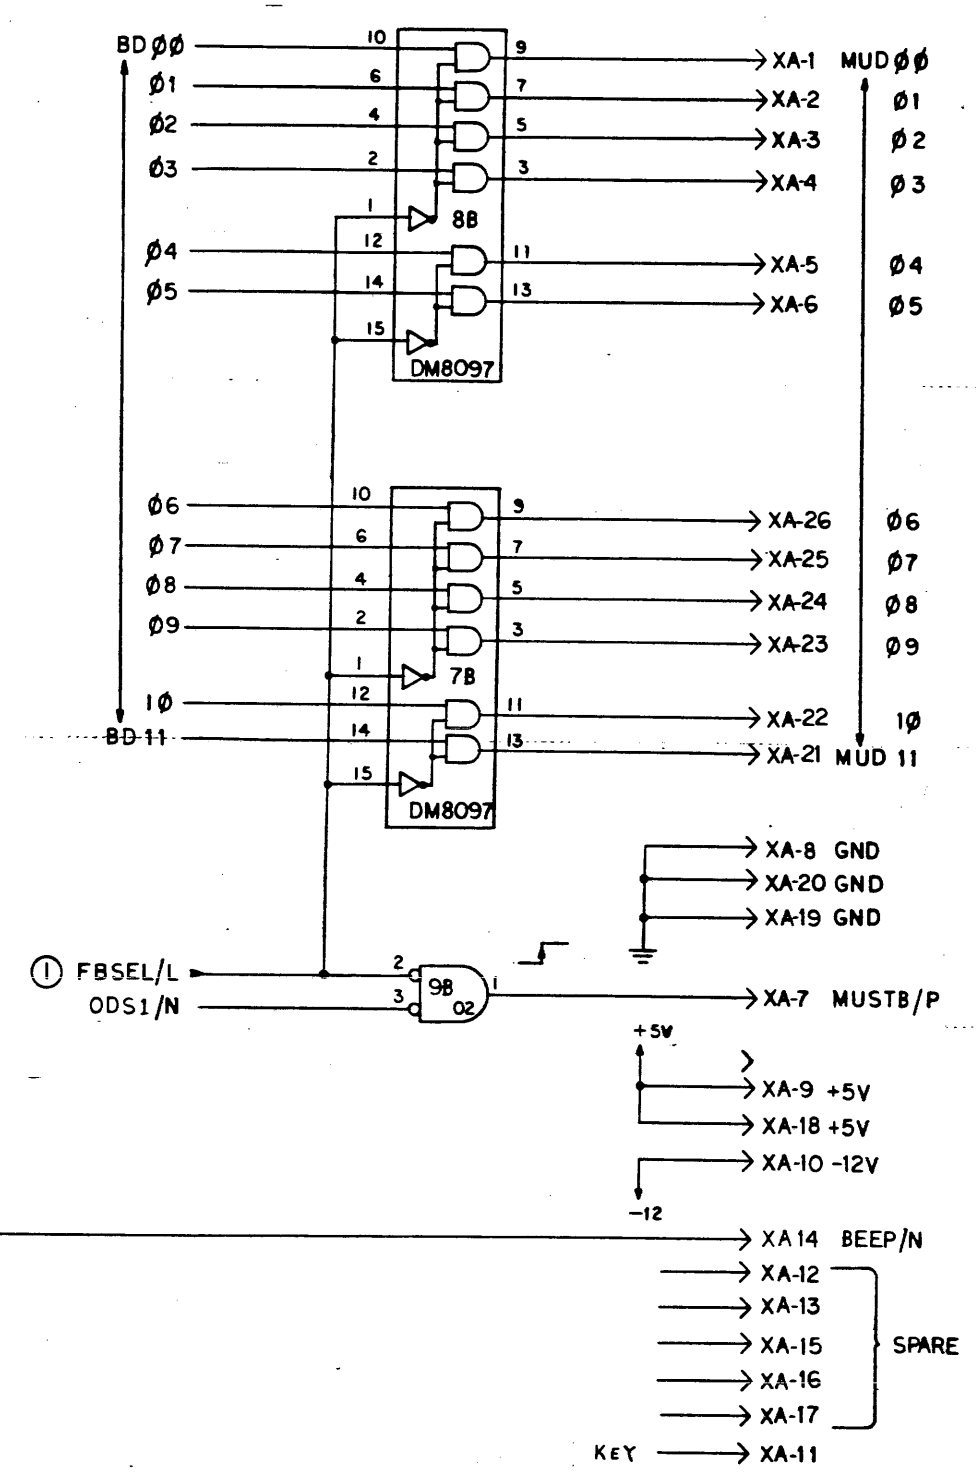 BD ØØ 10 9 XA-1 MUD ØØ
Ø1 6 7 XA-2 Ø1
Ø2 4 5 XA-3 Ø2
Ø3 2 3 XA-4 Ø3
1 8B
Ø4 12 11 XA-5 Ø4
Ø5 14 13 XA-6 Ø5
15
DM8097
Ø6 10 9 XA-26 Ø6
Ø7 6 7 XA-25 Ø7
Ø8 4 5 XA-24 Ø8
Ø9 2 3 XA-23 Ø9
1 7B
1Ø 12 11 XA-22 1Ø
BD 11 14 13 XA-21 MUD 11
15
DM8097
XA-8 GND
XA-20 GND
XA-19 GND
1 FBSEL/L 2 9B 1
ODS1/N 3 02 XA-7 MUSTB/P
+5V
XA-9 +5V
XA-18 +5V
XA-10 -12V
-12
XA14 BEEP/N
XA-12
XA-13
XA-15 SPARE
XA-16
XA-17
KEY XA-11